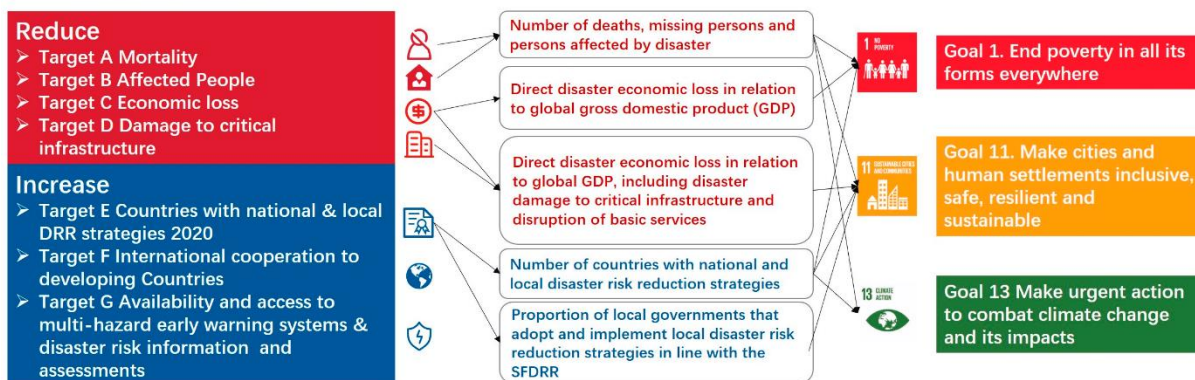 Reduce
➢ Target A Mortality
➢ Target B Affected People
➢ Target C Economic loss
➢ Target D Damage to critical
infrastructure
Increase
➢ Target E Countries with national & local
DRR strategies 2020
➢ Target F International cooperation to
developing Countries
➢ Target G Availability and access to
multi-hazard early warning systems &
disaster risk information and
assessments
Number of deaths, missing persons and
persons affected by disaster
Direct disaster economic loss in relation
to global gross domestic product (GDP)
Direct disaster economic loss in relation
to global GDP, including disaster
damage to critical infrastructure and
disruption of basic services
Number of countries with national and
local disaster risk reduction strategies
Proportion of local governments that
adopt and implement local disaster risk
reduction strategies in line with the
SFDRR
1 NO
POVERTY
11 SUSTAINABLE CITIES
AND COMMUNITIES
13 CLIMATE
ACTION
Goal 1. End poverty in all its
forms everywhere
Goal 11. Make cities and
human settlements inclusive,
safe, resilient and
sustainable
Goal 13 Make urgent action
to combat climate change
and its impacts